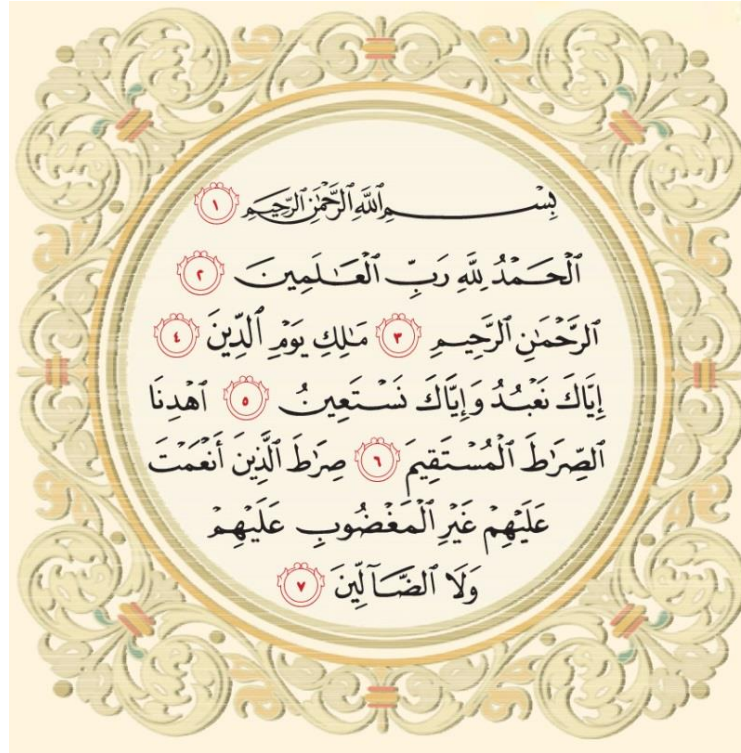 بِسْمِ ٱللَّهِ ٱلرَّحْمَٰنِ ٱلرَّحِيمِ ١
ٱلْحَمْدُ لِلَّهِ رَبِّ ٱلْعَٰلَمِينَ ٢
ٱلرَّحْمَٰنِ ٱلرَّحِيمِ ٣ مَٰلِكِ يَوْمِ ٱلدِّينِ ٤
إِيَّاكَ نَعْبُدُ وَإِيَّاكَ نَسْتَعِينُ ٥ ٱهْدِنَا
ٱلصِّرَٰطَ ٱلْمُسْتَقِيمَ ٦ صِرَٰطَ ٱلَّذِينَ أَنْعَمْتَ
عَلَيْهِمْ غَيْرِ ٱلْمَغْضُوبِ عَلَيْهِمْ
وَلَا ٱلضَّآلِّينَ ٧